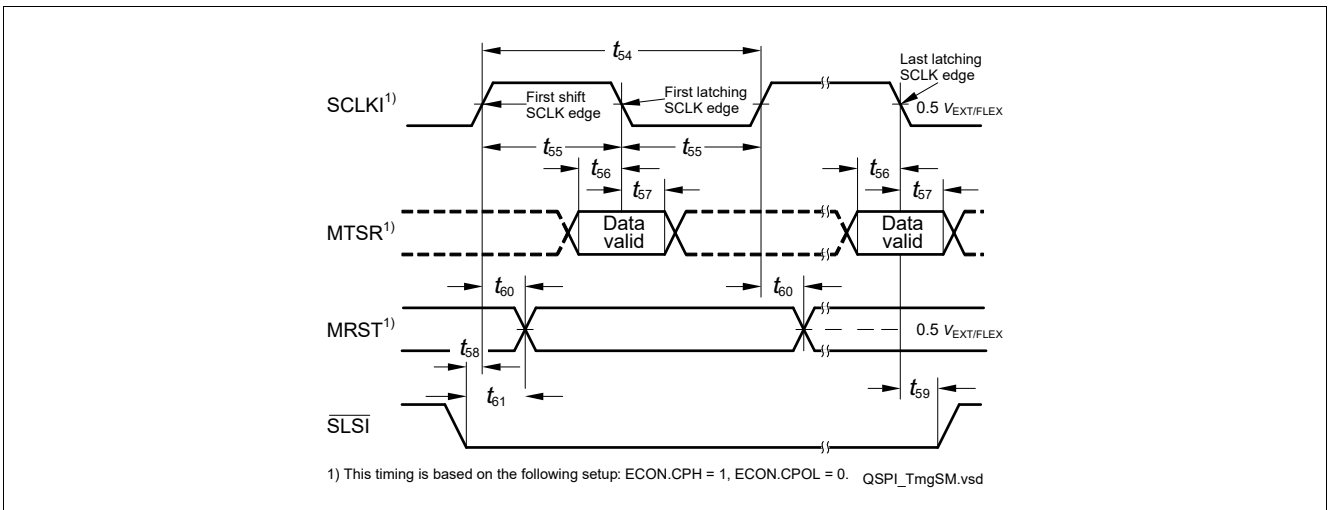 t54
Last latching
SCLK edge
SCLKI1)
First shift
SCLK edge
First latching
SCLK edge
0.5 VEXT/FLEX
t55
t55
t56
t57
t56
t57
MTSR1)
Data
valid
Data
valid
t60
t60
MRST1)
0.5 VEXT/FLEX
t58
t61
t59
SLSI
1) This timing is based on the following setup: ECON.CPH = 1, ECON.CPOL = 0.
QSPI_TmgSM.vsd